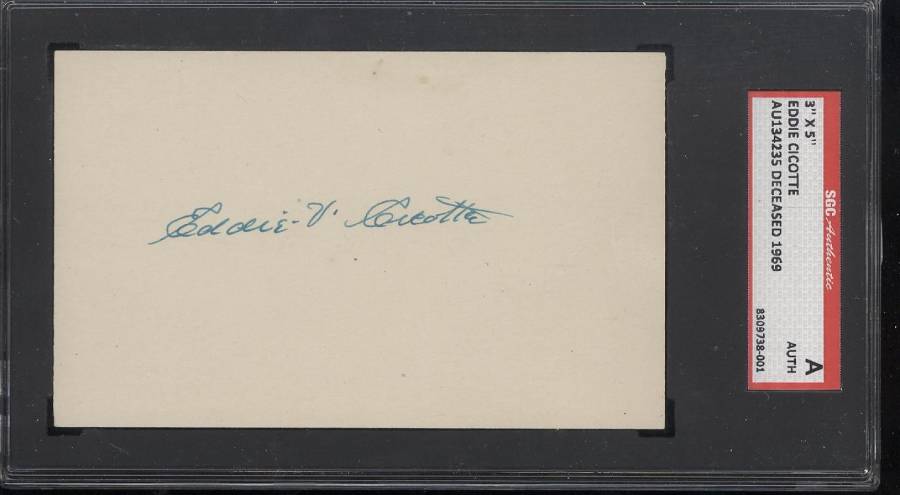 Eddie V. Cicotte
SGC Authentic
3" X 5"
EDDIE CICOTTE
AU134235 DECEASED 1969
A
AUTH
8309738-001